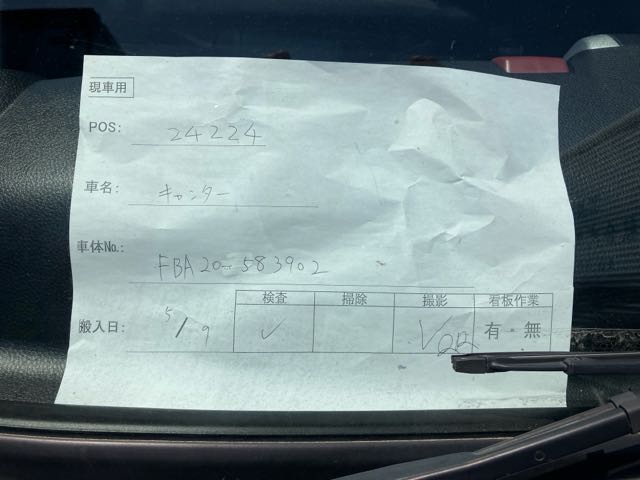 現車用
POS: 24224
車名: キャンター
車体No.: FBA20-583902
検査 掃除 撮影 看板作業
搬入日: 5/9 ✓ ✓ 有・無